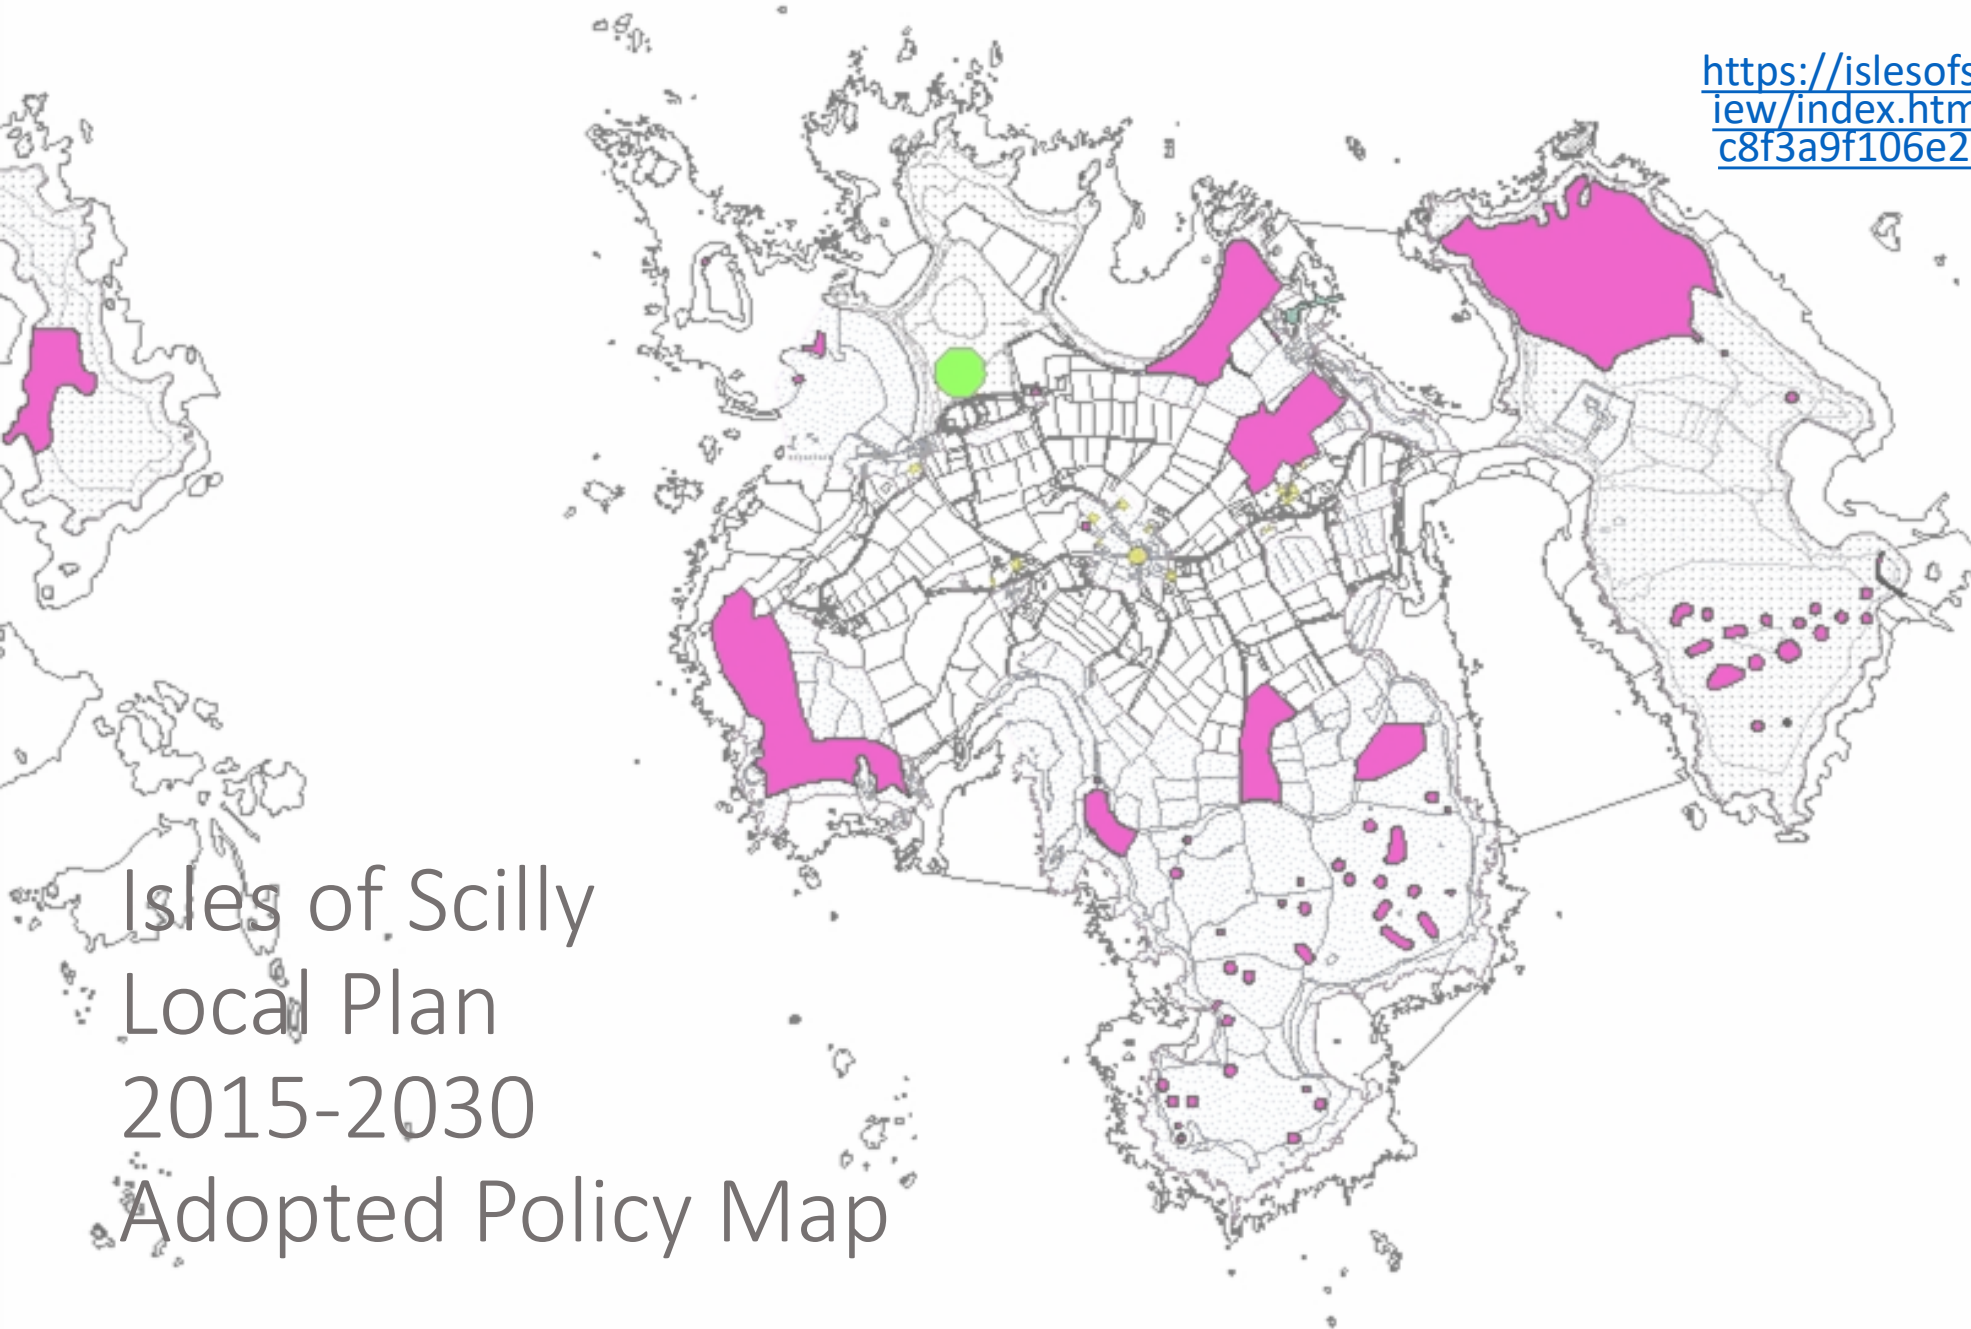 https://islesofs
iew/index.htm
c8f3a9f106e2
Isles of Scilly
Local Plan
2015-2030
Adopted Policy Map